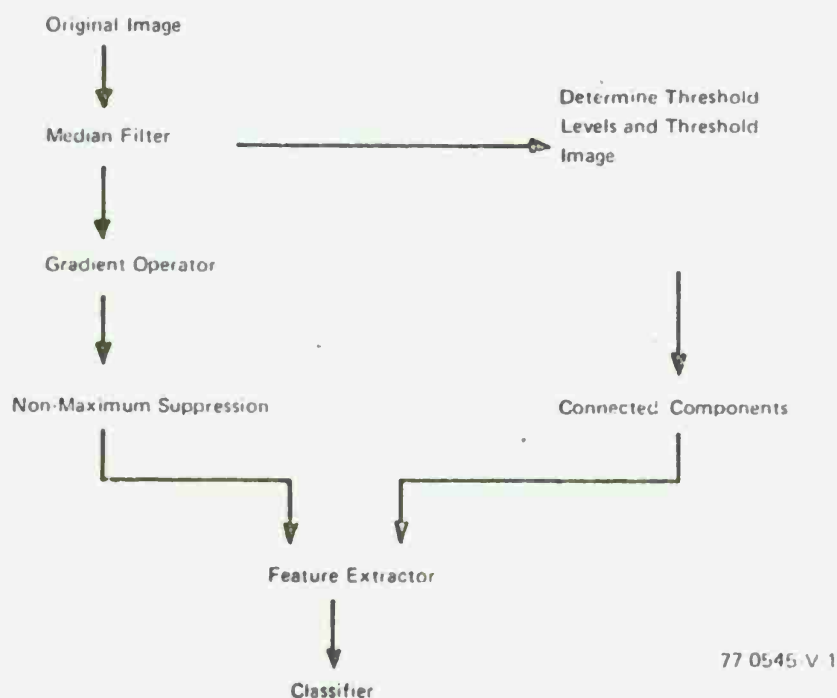 Original Image
Median Filter
Determine Threshold
Levels and Threshold
Image
Gradient Operator
Non-Maximum Suppression
Connected Components
Feature Extractor
77 0545 V 1
Classifier